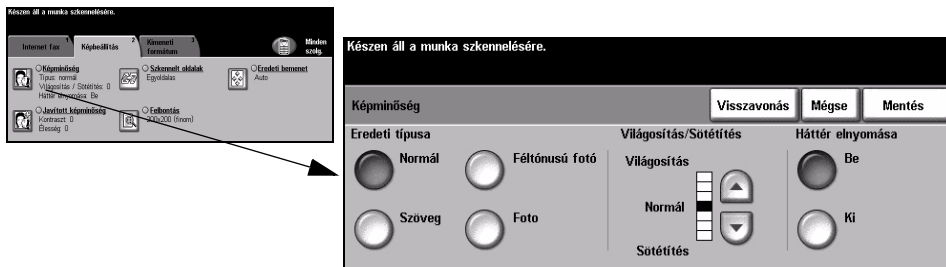 Készen áll a munka szkennelésére.
Internet fax 1
Képbeállítás 2
Kimeneti formátum 3
Minden szolg.
Képminőség
Típus: normál
Világosítás / Sötétítés: 0
Háttér elnyomása: Be
Szkennelt oldalak
Egyoldalas
Eredeti bemenet
Auto
Javított képminőség
Kontraszt: 0
Élesség: 0
Felbontás
200x200 (finom)
Készen áll a munka szkennelésére.
Képminőség
Visszavonás
Mégse
Mentés
Eredeti típusa
Világosítás/Sötétítés
Háttér elnyomása
Normál
Féltónusú fotó
Világosítás
Be
Normál
Szöveg
Foto
Ki
Sötétítés